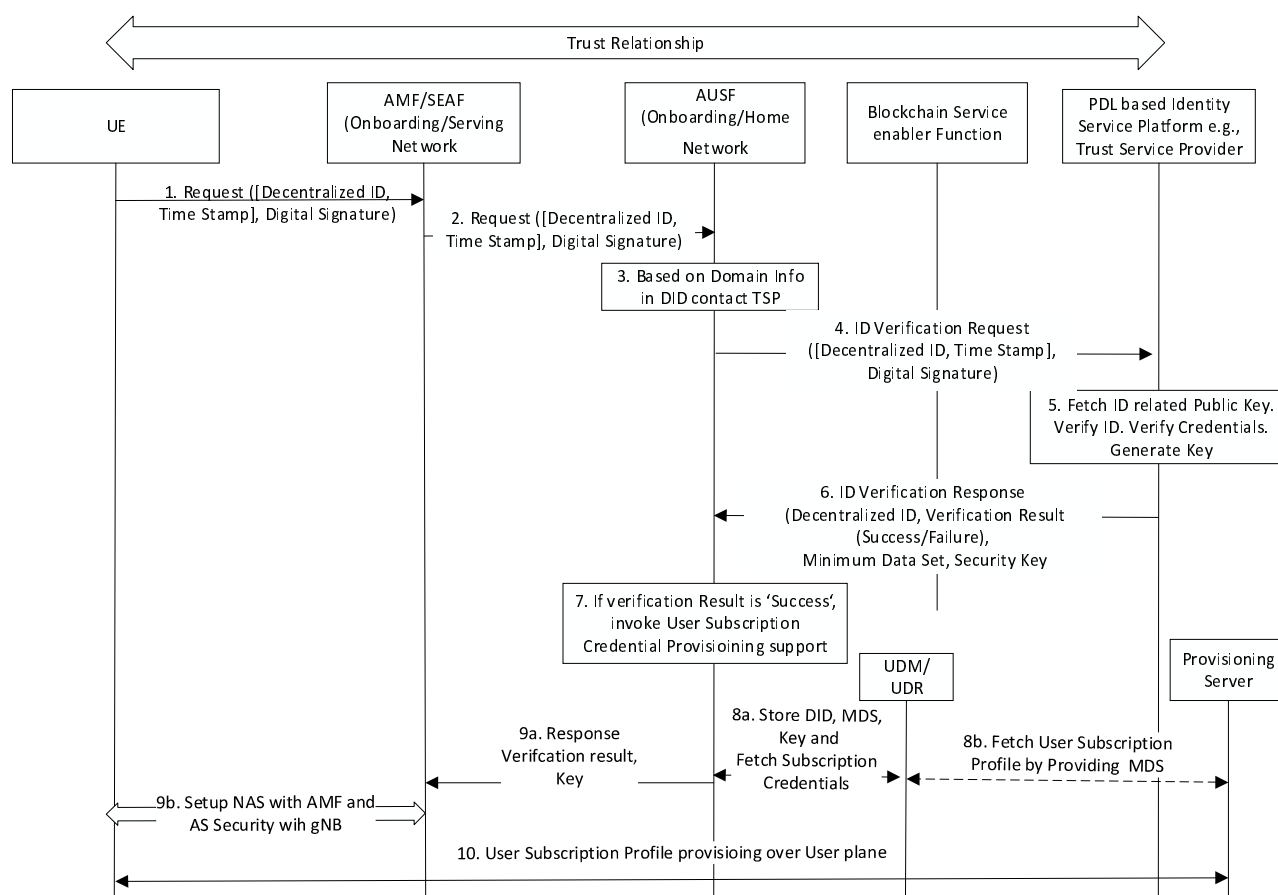 Trust Relationship
UE
AMF/SEAF
(Onboarding/Serving
Network
AUSF
(Onboarding/Home
Network
Blockchain Service
enabler Function
PDL based Identity
Service Platform e.g.,
Trust Service Provider
1. Request ([Decentralized ID,
Time Stamp], Digital Signature)
2. Request ([Decentralized ID,
Time Stamp], Digital Signature)
3. Based on Domain Info
in DID contact TSP
4. ID Verification Request
([Decentralized ID, Time Stamp],
Digital Signature)
5. Fetch ID related Public Key.
Verify ID. Verify Credentials.
Generate Key
6. ID Verification Response
(Decentralized ID, Verification Result
(Success/Failure),
Minimum Data Set, Security Key
7. If verification Result is ‘Success‘,
invoke User Subscription
Credential Provisioining support
UDM/
UDR
Provisioning
Server
8a. Store DID, MDS,
Key and
Fetch Subscription
Credentials
8b. Fetch User Subscription
Profile by Providing MDS
9a. Response
Verifcation result,
Key
9b. Setup NAS with AMF and
AS Security wih gNB
10. User Subscription Profile provisioing over User plane